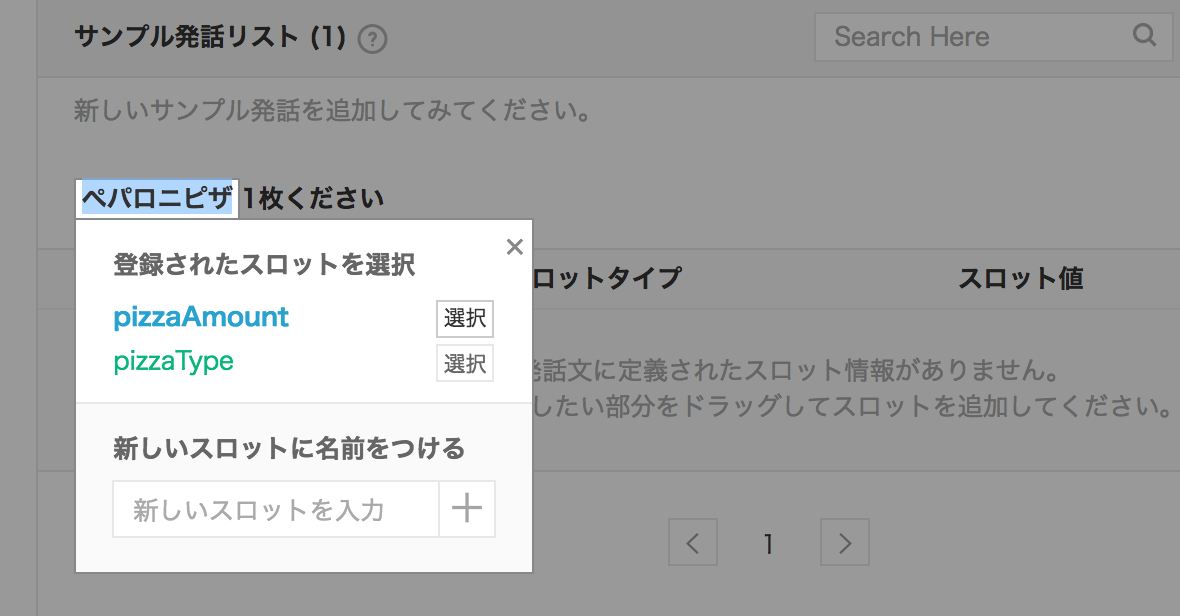 サンプル発話リスト (1) ?
Search Here
新しいサンプル発話を追加してみてください。
ペパロニピザ 1枚ください
登録されたスロットを選択
×
pizzaAmount 選択
pizzaType 選択
新しいスロットに名前をつける
新しいスロットを入力 +
ロットタイプ
スロット値
発話文に定義されたスロット情報がありません。
したい部分をドラッグしてスロットを追加してください。
< 1 >